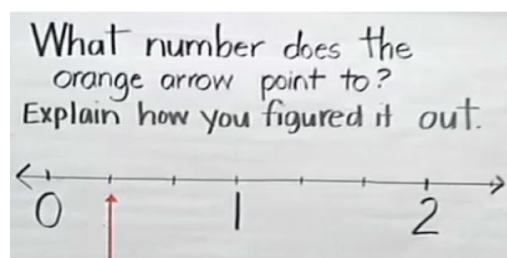 What number does the
orange arrow point to?
Explain how you figured it out.
0 1 2